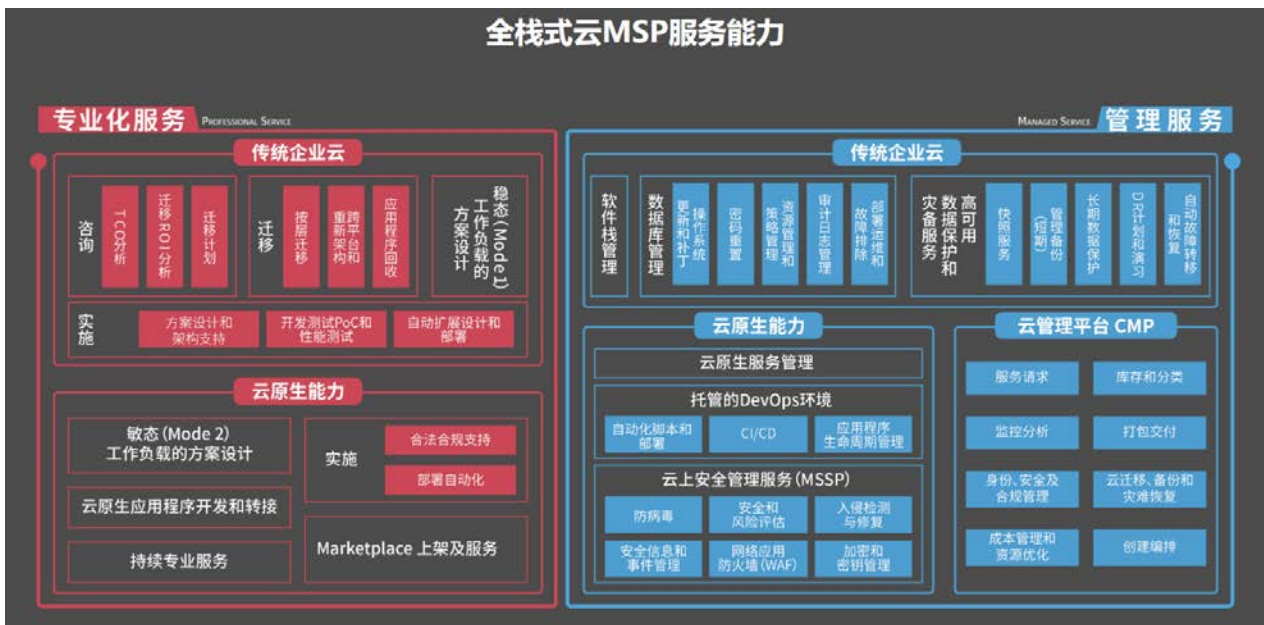 全栈式云MSP服务能力
专业化服务
PROFESSIONAL SERVICE
传统企业云
咨询
TCO分析
迁移ROI分析
迁移计划
迁移
按层迁移
跨平台和
重新架构
应用程序回收
稳态(Mode1)
工作负载的
方案设计
实施
方案设计和
架构支持
开发测试PoC和
性能测试
自动扩展设计和
部署
云原生能力
敏态(Mode 2)
工作负载的方案设计
云原生应用程序开发和转接
持续专业服务
实施
合法合规支持
部署自动化
Marketplace 上架及服务
MANAGED SERVICE
管理服务
传统企业云
软件栈管理
数据库管理
操作系统
更新和补丁
密码重置
资源管理和
策略管理
审计日志管理
部署运维和
故障排除
高可用
数据保护和
灾备服务
快照服务
管理备份
(短期)
长期数据保护
DR计划和演习
自动故障转移
和恢复
云原生能力
云原生服务管理
托管的DevOps环境
自动化脚本和
部署
CI/CD
应用程序
生命周期管理
云上安全管理服务(MSSP)
防病毒
安全和
风险评估
入侵检测
与修复
安全信息和
事件管理
网络应用
防火墙(WAF)
加密和
密钥管理
云管理平台 CMP
服务请求
库存和分类
监控分析
打包交付
身份、安全及
合规管理
云迁移、备份和
灾难恢复
成本管理和
资源优化
创建编排